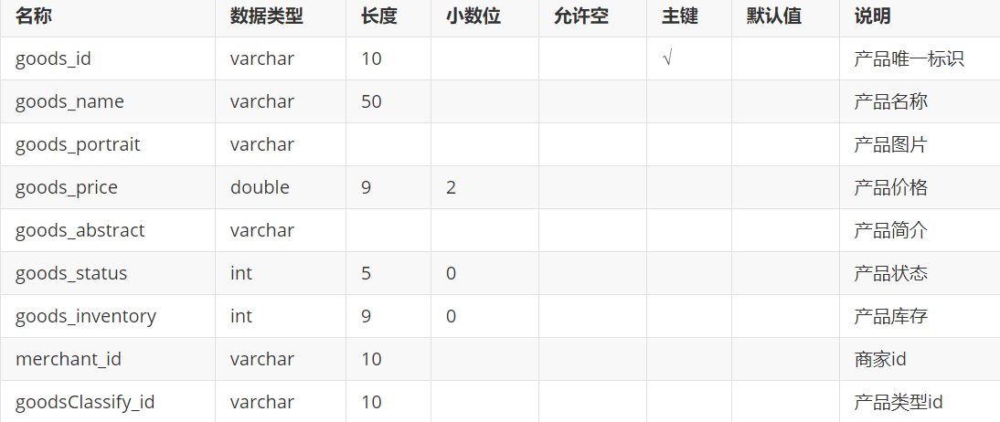 名称 数据类型 长度 小数位 允许空 主键 默认值 说明
goods_id varchar 10 √ 产品唯一标识
goods_name varchar 50 产品名称
goods_portrait varchar 产品图片
goods_price double 9 2 产品价格
goods_abstract varchar 产品简介
goods_status int 5 0 产品状态
goods_inventory int 9 0 产品库存
merchant_id varchar 10 商家id
goodsClassify_id varchar 10 产品类型id